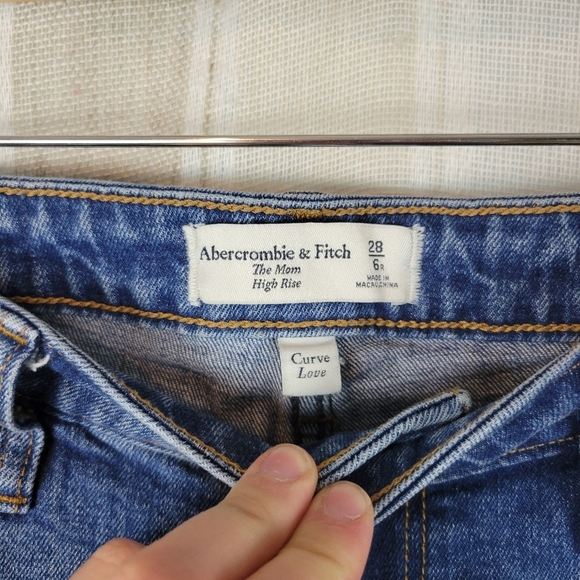 Abercrombie & Fitch
The Mom
High Rise
28
6R
MADE IN
MACAU, CHINA
Curve
Love